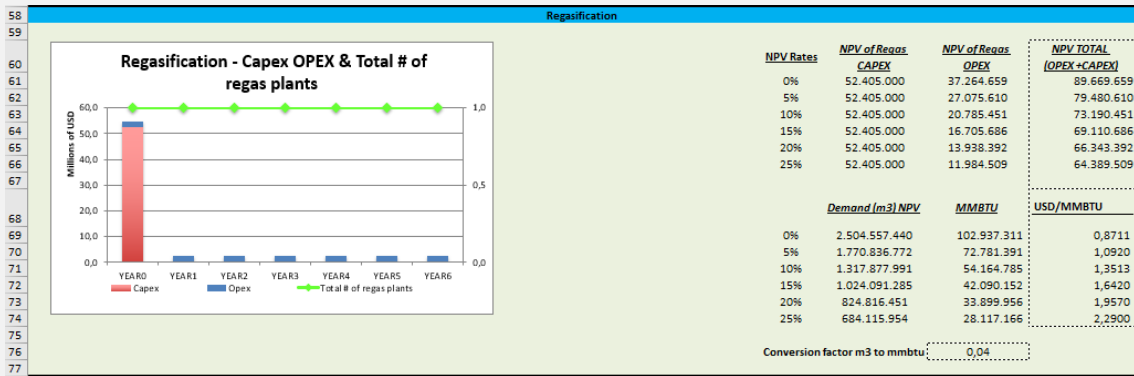 58 Regasification
59
60
61
62
63
64
65
66
67
68
69
70
71
72
73
74
75
76
77
Regasification - Capex OPEX & Total # of
regas plants
Millions of USD
60,0
50,0
40,0
30,0
20,0
10,0
0,0
1,0
0,5
0,0
YEAR0 YEAR1 YEAR2 YEAR3 YEAR4 YEAR5 YEAR6
Capex Opex Total # of regas plants
NPV Rates NPV of Regas CAPEX NPV of Regas OPEX NPV TOTAL (OPEX +CAPEX)
0% 52.405.000 37.264.659 89.669.659
5% 52.405.000 27.075.610 79.480.610
10% 52.405.000 20.785.451 73.190.451
15% 52.405.000 16.705.686 69.110.686
20% 52.405.000 13.938.392 66.343.392
25% 52.405.000 11.984.509 64.389.509
Demand (m3) NPV MMBTU USD/MMBTU
0% 2.504.557.440 102.937.311 0,8711
5% 1.770.836.772 72.781.391 1,0920
10% 1.317.877.991 54.164.785 1,3513
15% 1.024.091.285 42.090.152 1,6420
20% 824.816.451 33.899.956 1,9570
25% 684.115.954 28.117.166 2,2900
Conversion factor m3 to mmbtu 0,04